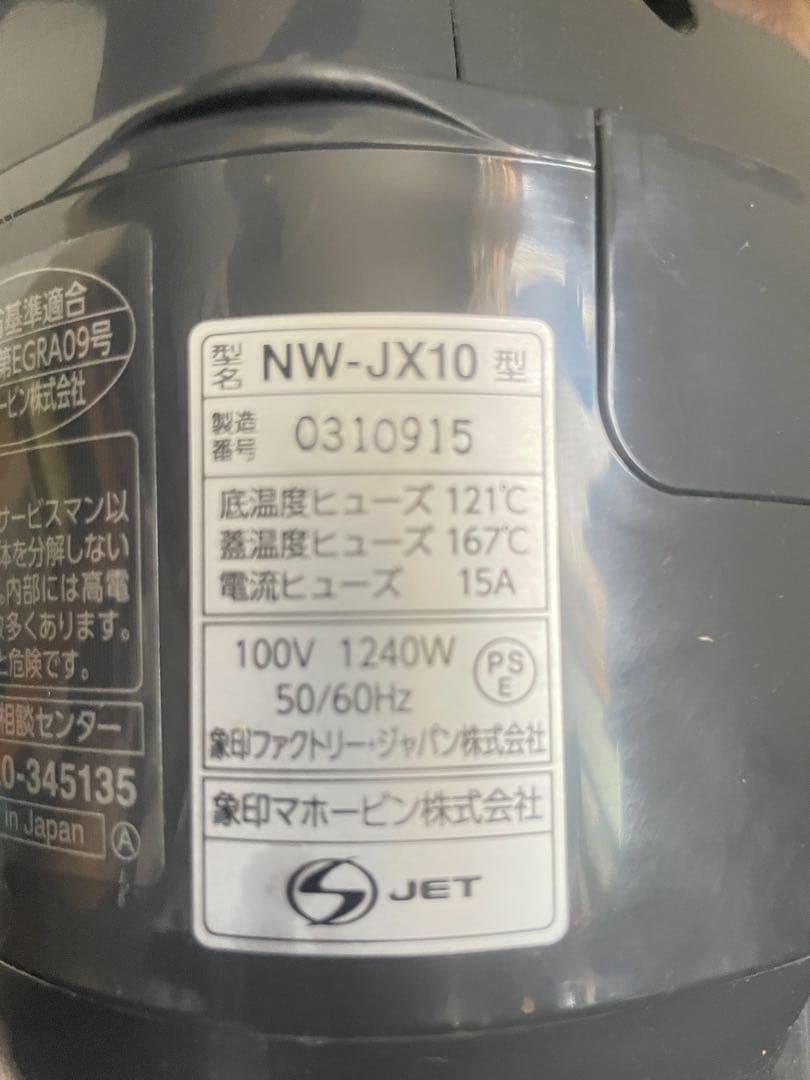 基準適合
第EGRA09号
ービン株式会社
サービスマン以
体を分解しない
。内部には高電
多くあります。
と危険です。
相談センター
0-345135
in Japan
A
型名 NW-JX10 型
製造番号 0310915
底温度ヒューズ 121℃
蓋温度ヒューズ 167℃
電流ヒューズ 15A
100V 1240W
50/60Hz
PSE
象印ファクトリー・ジャパン株式会社
象印マホービン株式会社
JET